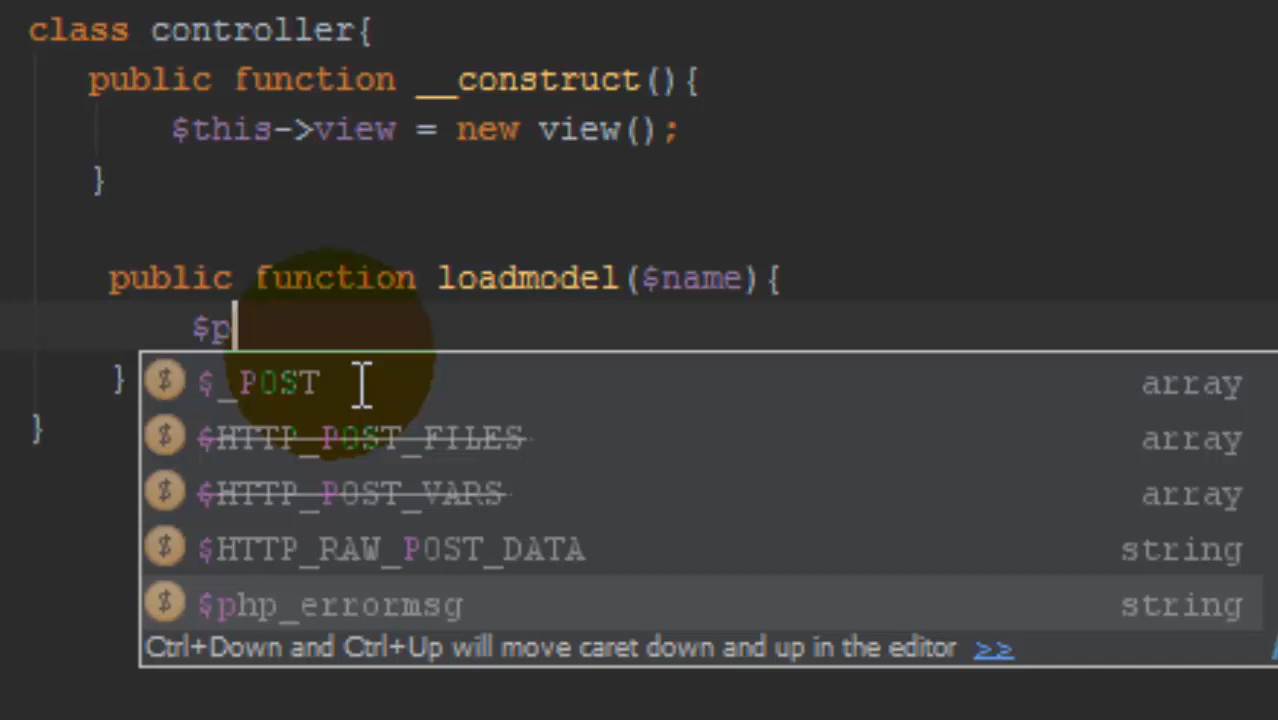 class controller{
public function __construct(){
$this->view = new view();
}
public function loadmodel($name){
$p
}
$_POST array
$HTTP_POST_FILES array
$HTTP_POST_VARS array
$HTTP_RAW_POST_DATA string
$php_errormsg string
Ctrl+Down and Ctrl+Up will move caret down and up in the editor >>
}